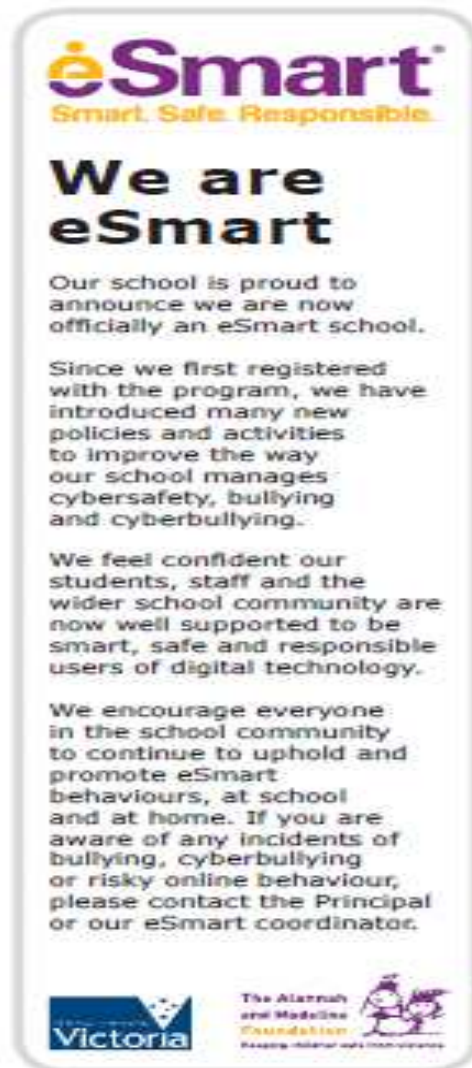 eSmart
Smart. Safe. Responsible.
We are
eSmart
Our school is proud to
announce we are now
officially an eSmart school.
Since we first registered
with the program, we have
introduced many new
policies and activities
to improve the way
our school manages
cybersafety, bullying
and cyberbullying.
We feel confident our
students, staff and the
wider school community are
now well supported to be
smart, safe and responsible
users of digital technology.
We encourage everyone
in the school community
to continue to uphold and
promote eSmart
behaviours, at school
and at home. If you are
aware of any incidents of
bullying, cyberbullying
or risky online behaviour,
please contact the Principal
or our eSmart coordinator.
Victoria
The Alannah
and Madeline
Foundation
Keeping children safe from violence